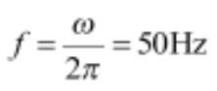 f = ω/2π = 50Hz